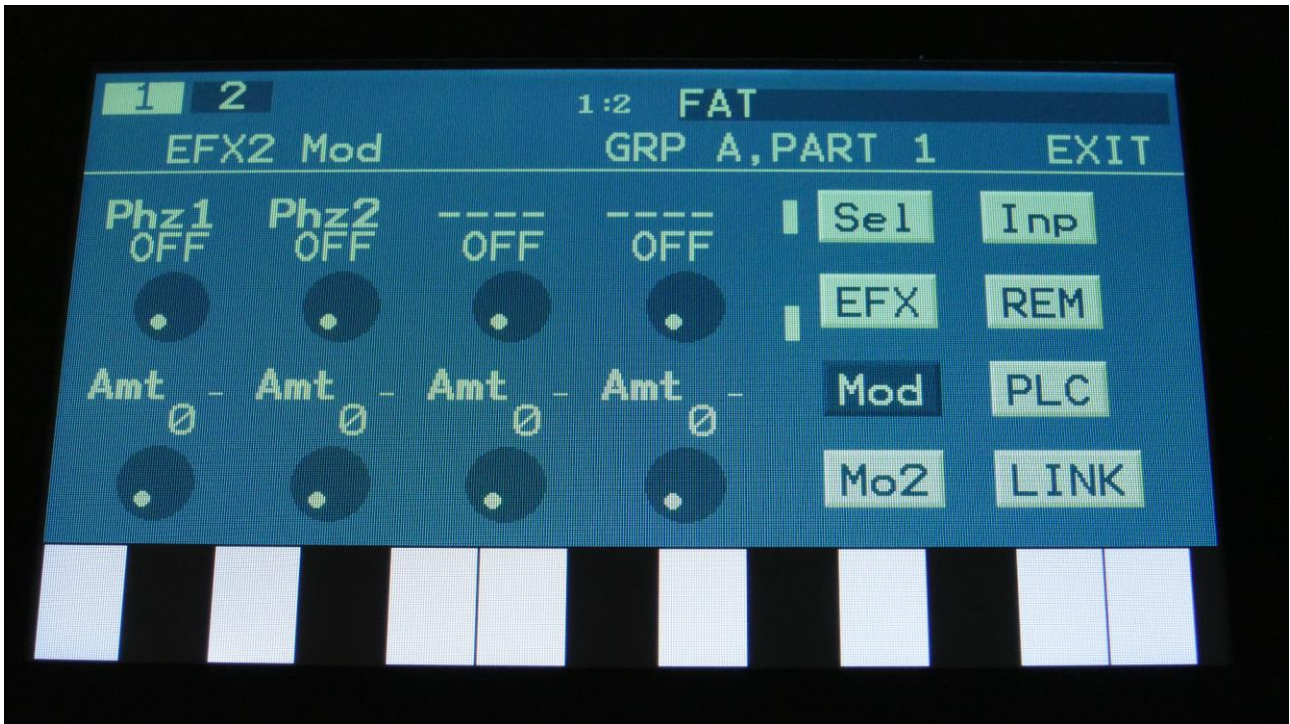 1 2 1:2 FAT
EFX2 Mod GRP A,PART 1 EXIT
Phz1 Phz2 ---- ---- Sel Inp
OFF OFF OFF OFF
EFX REM
Amt - Amt - Amt - Amt - Mod PLC
0 0 0 0
Mo2 LINK